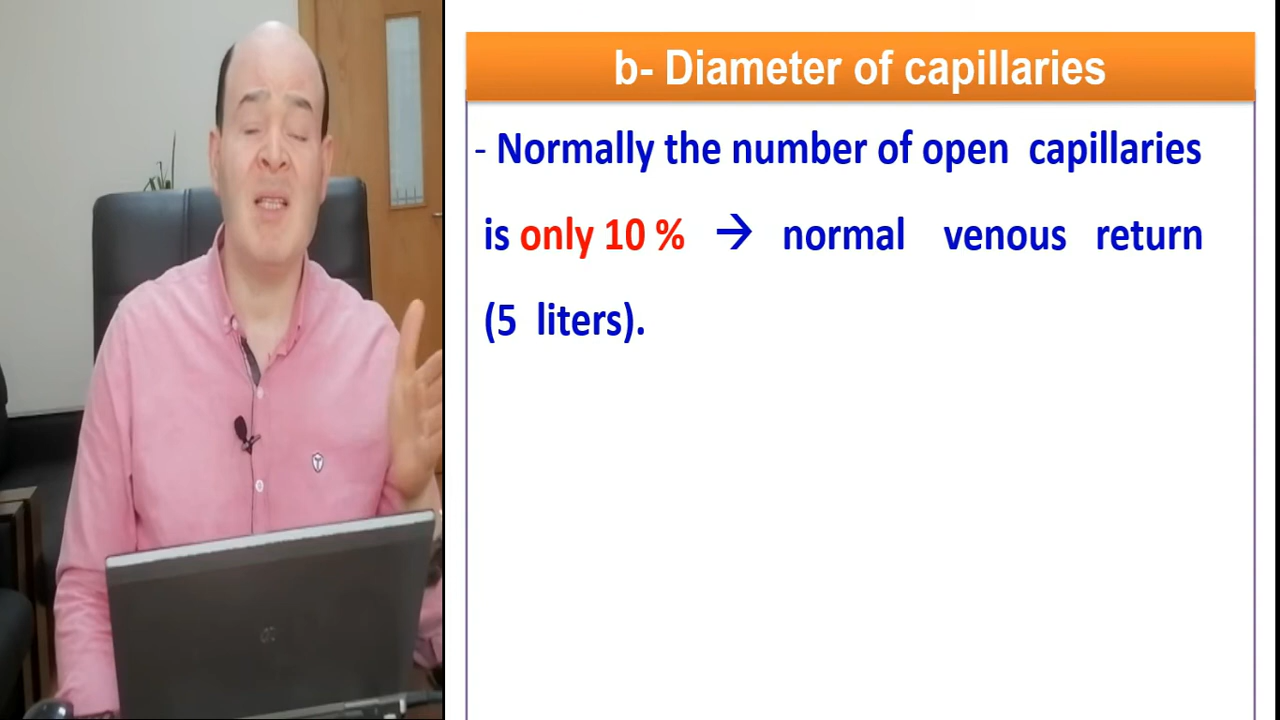 b- Diameter of capillaries
- Normally the number of open capillaries
is only 10 % → normal venous return
(5 liters).